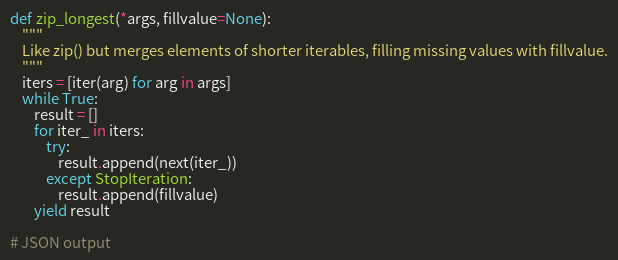 def zip_longest(*args, fillvalue=None):
    """
    Like zip() but merges elements of shorter iterables, filling missing values with fillvalue.
    """
    iters = [iter(arg) for arg in args]
    while True:
        result = []
        for iter_ in iters:
            try:
                result.append(next(iter_))
            except StopIteration:
                result.append(fillvalue)
        yield result

# JSON output